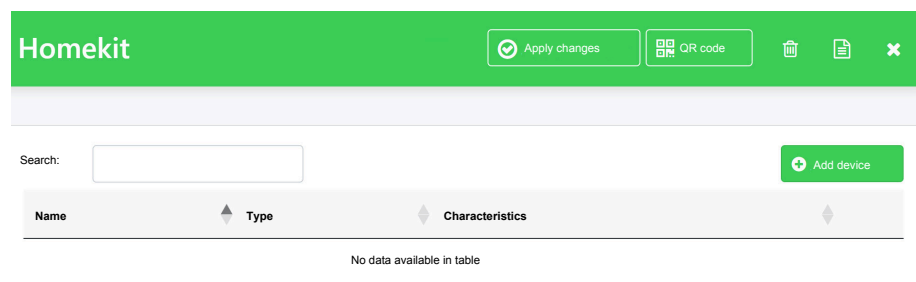 Homekit
Apply changes
QR code
Search:
Add device
Name Type Characteristics
No data available in table